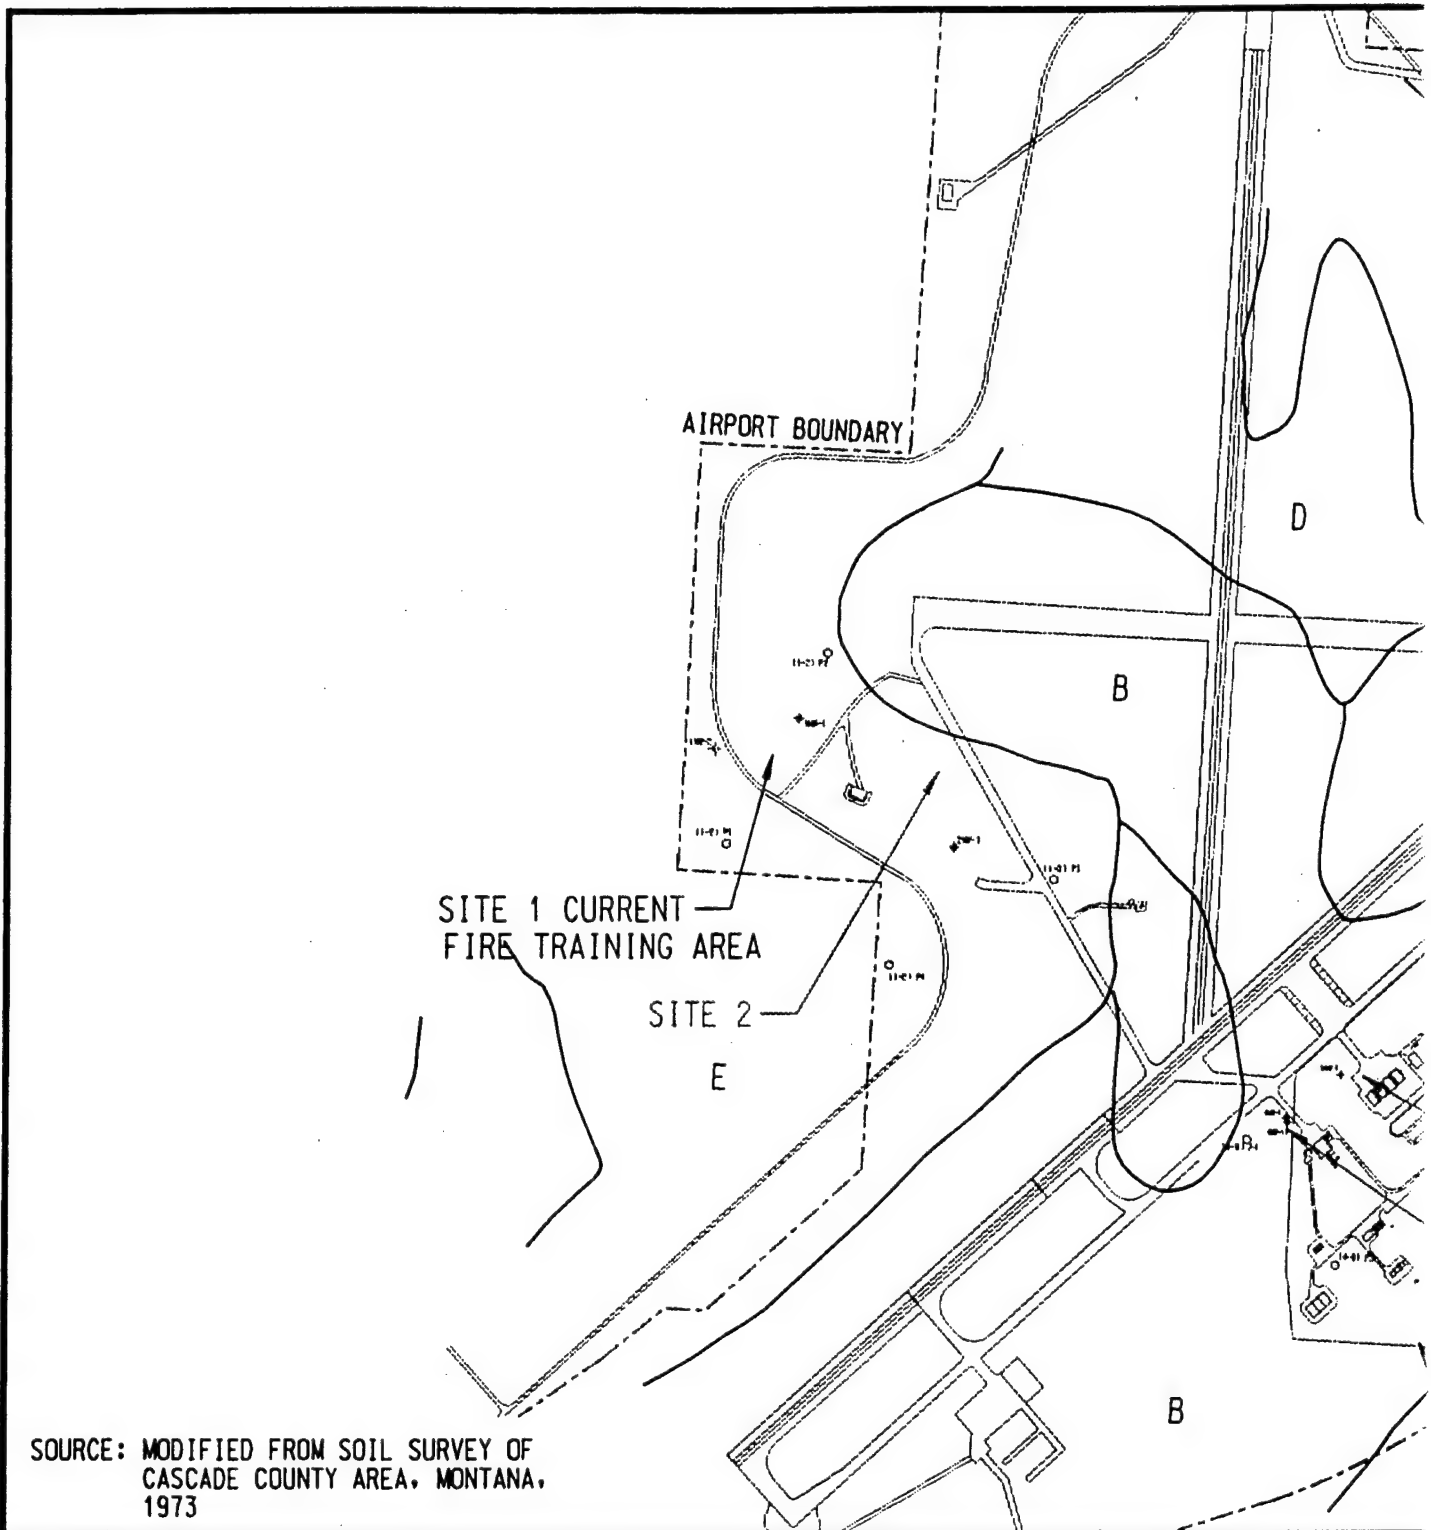 AIRPORT BOUNDARY
D
B
SITE 1 CURRENT
FIRE TRAINING AREA
SITE 2
E
B
SOURCE: MODIFIED FROM SOIL SURVEY OF
CASCADE COUNTY AREA, MONTANA,
1973